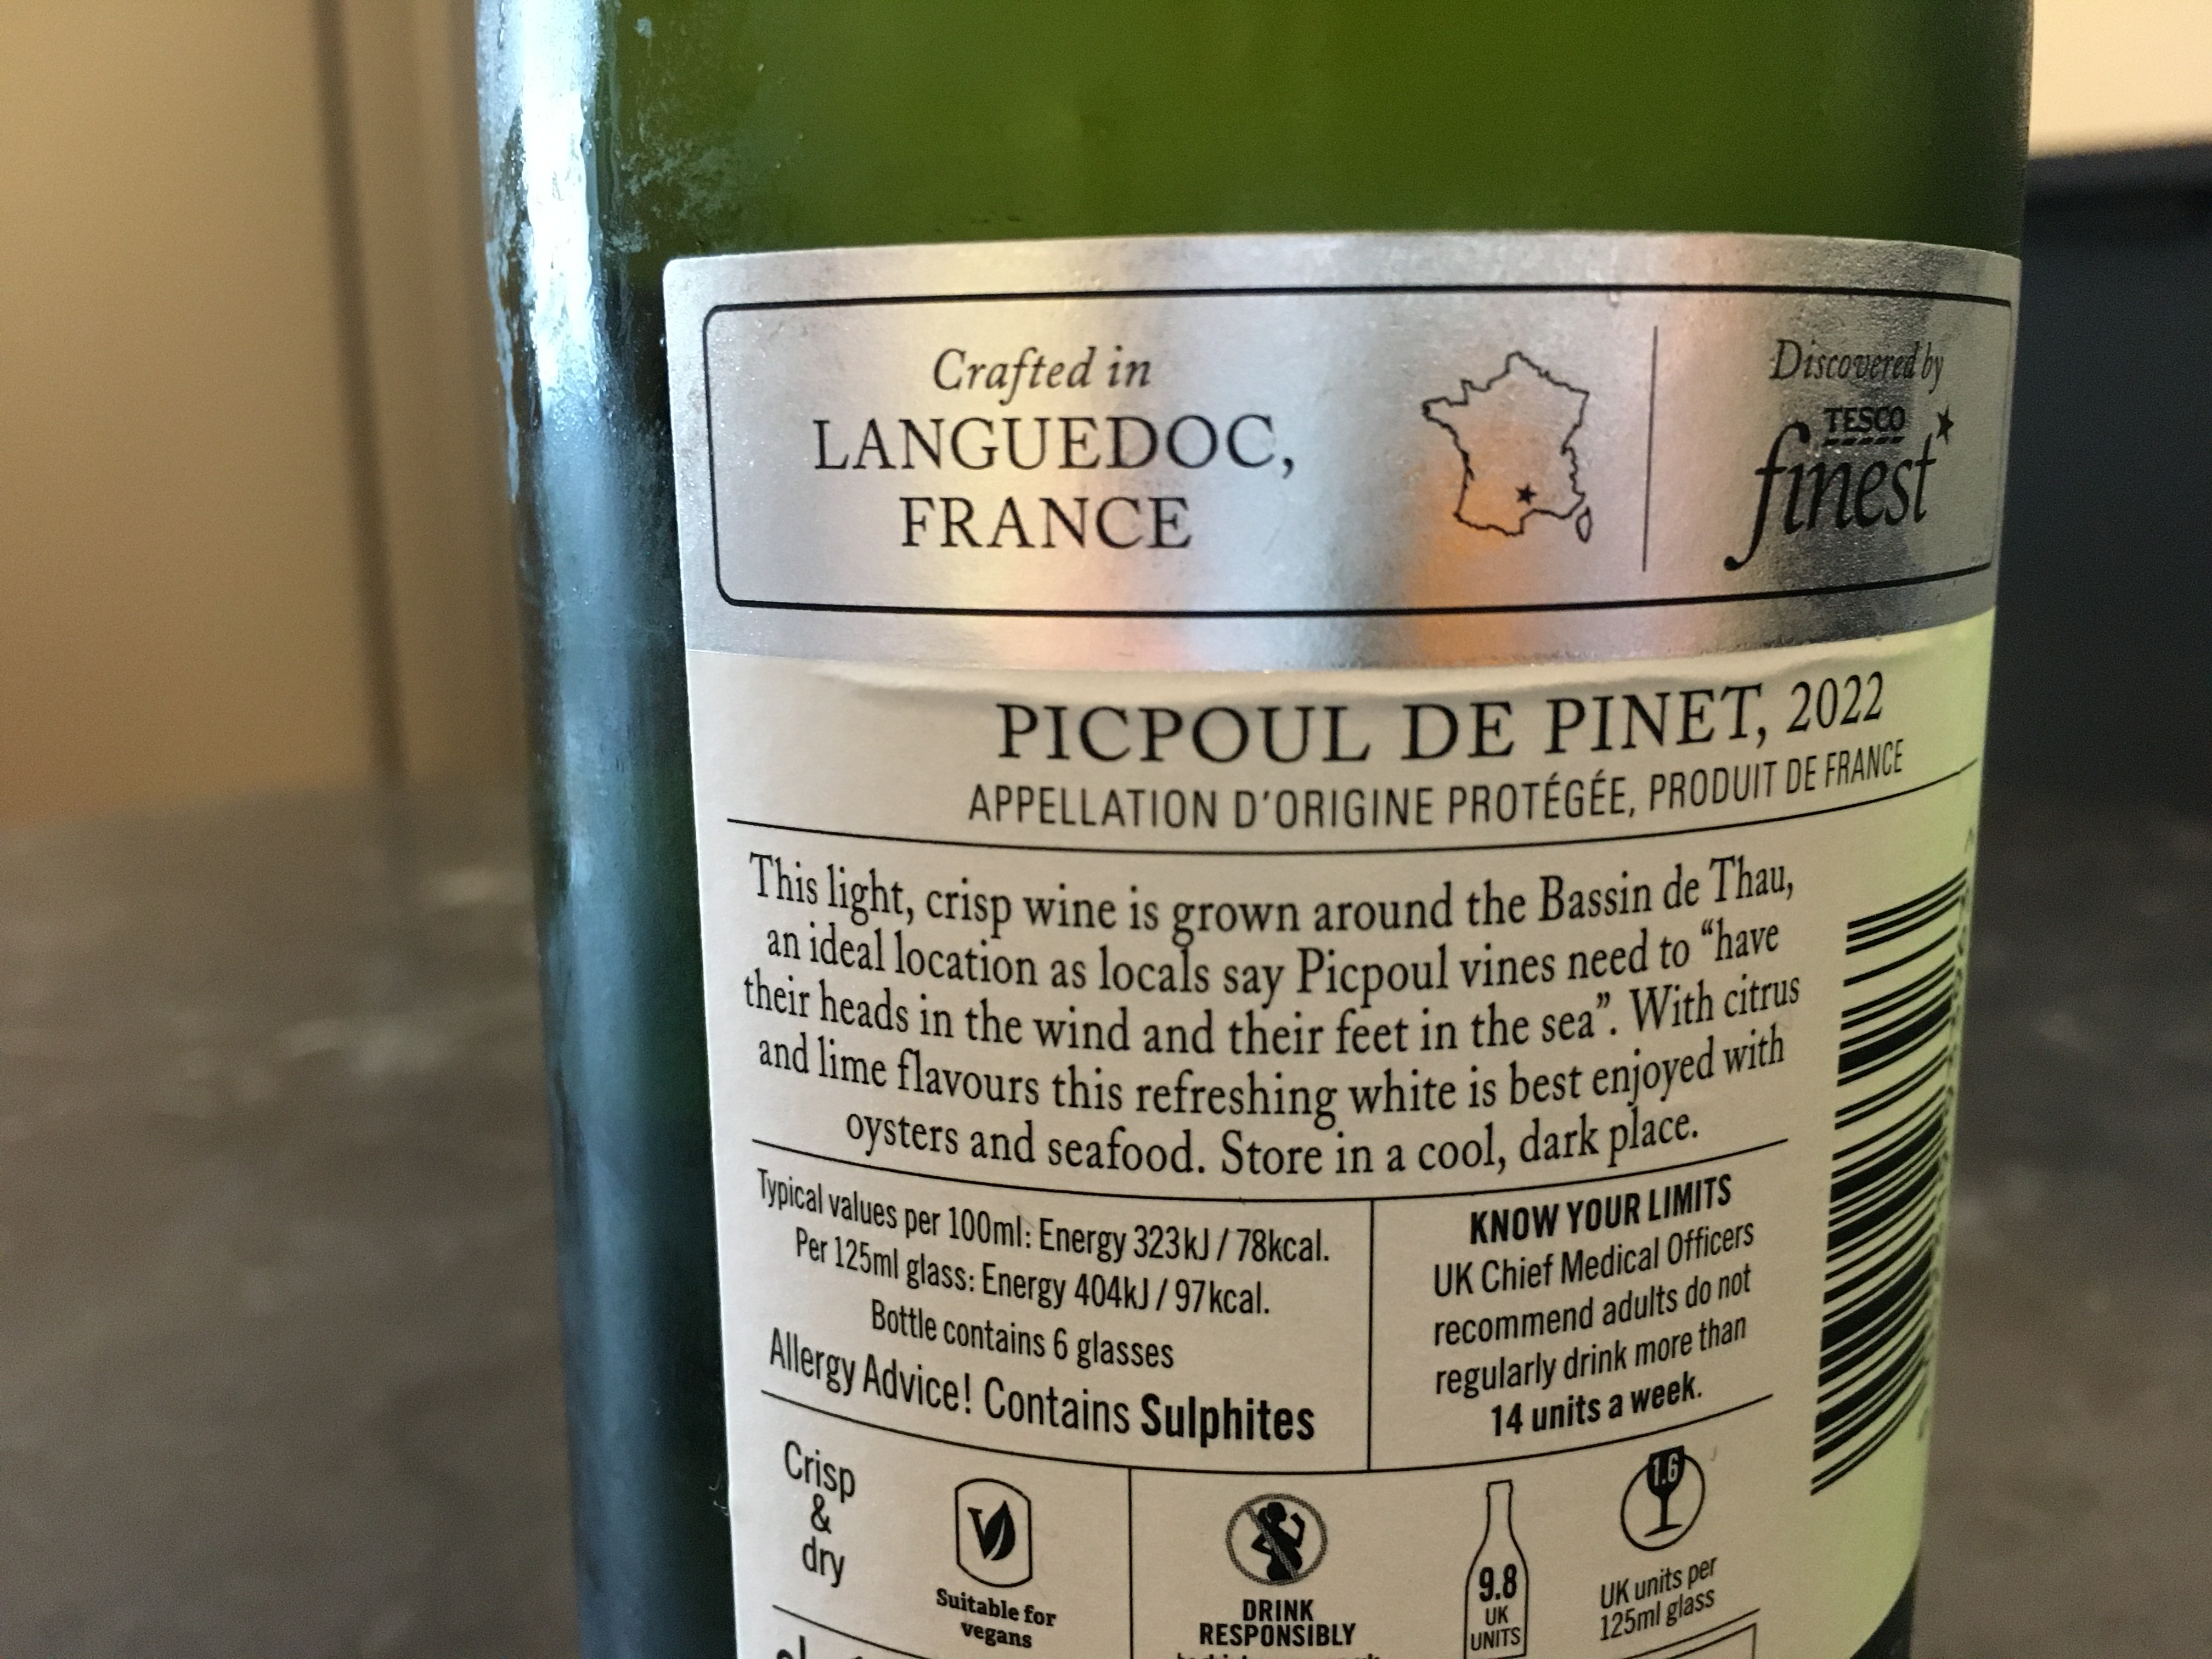 Crafted in
LANGUEDOC,
FRANCE
Discovered by
TESCO
finest*
PICPOUL DE PINET, 2022
APPELLATION D'ORIGINE PROTÉGÉE, PRODUIT DE FRANCE
This light, crisp wine is grown around the Bassin de Thau,
an ideal location as locals say Picpoul vines need to “have
their heads in the wind and their feet in the sea”. With citrus
and lime flavours this refreshing white is best enjoyed with
oysters and seafood. Store in a cool, dark place.
Typical values per 100ml: Energy 323kJ / 78kcal.
Per 125ml glass: Energy 404kJ / 97kcal.
Bottle contains 6 glasses
Allergy Advice! Contains Sulphites
KNOW YOUR LIMITS
UK Chief Medical Officers
recommend adults do not
regularly drink more than
14 units a week.
Crisp
&
dry
V
Suitable for
vegans
DRINK
RESPONSIBLY
9.8
UK
UNITS
1.6
UK units per
125ml glass